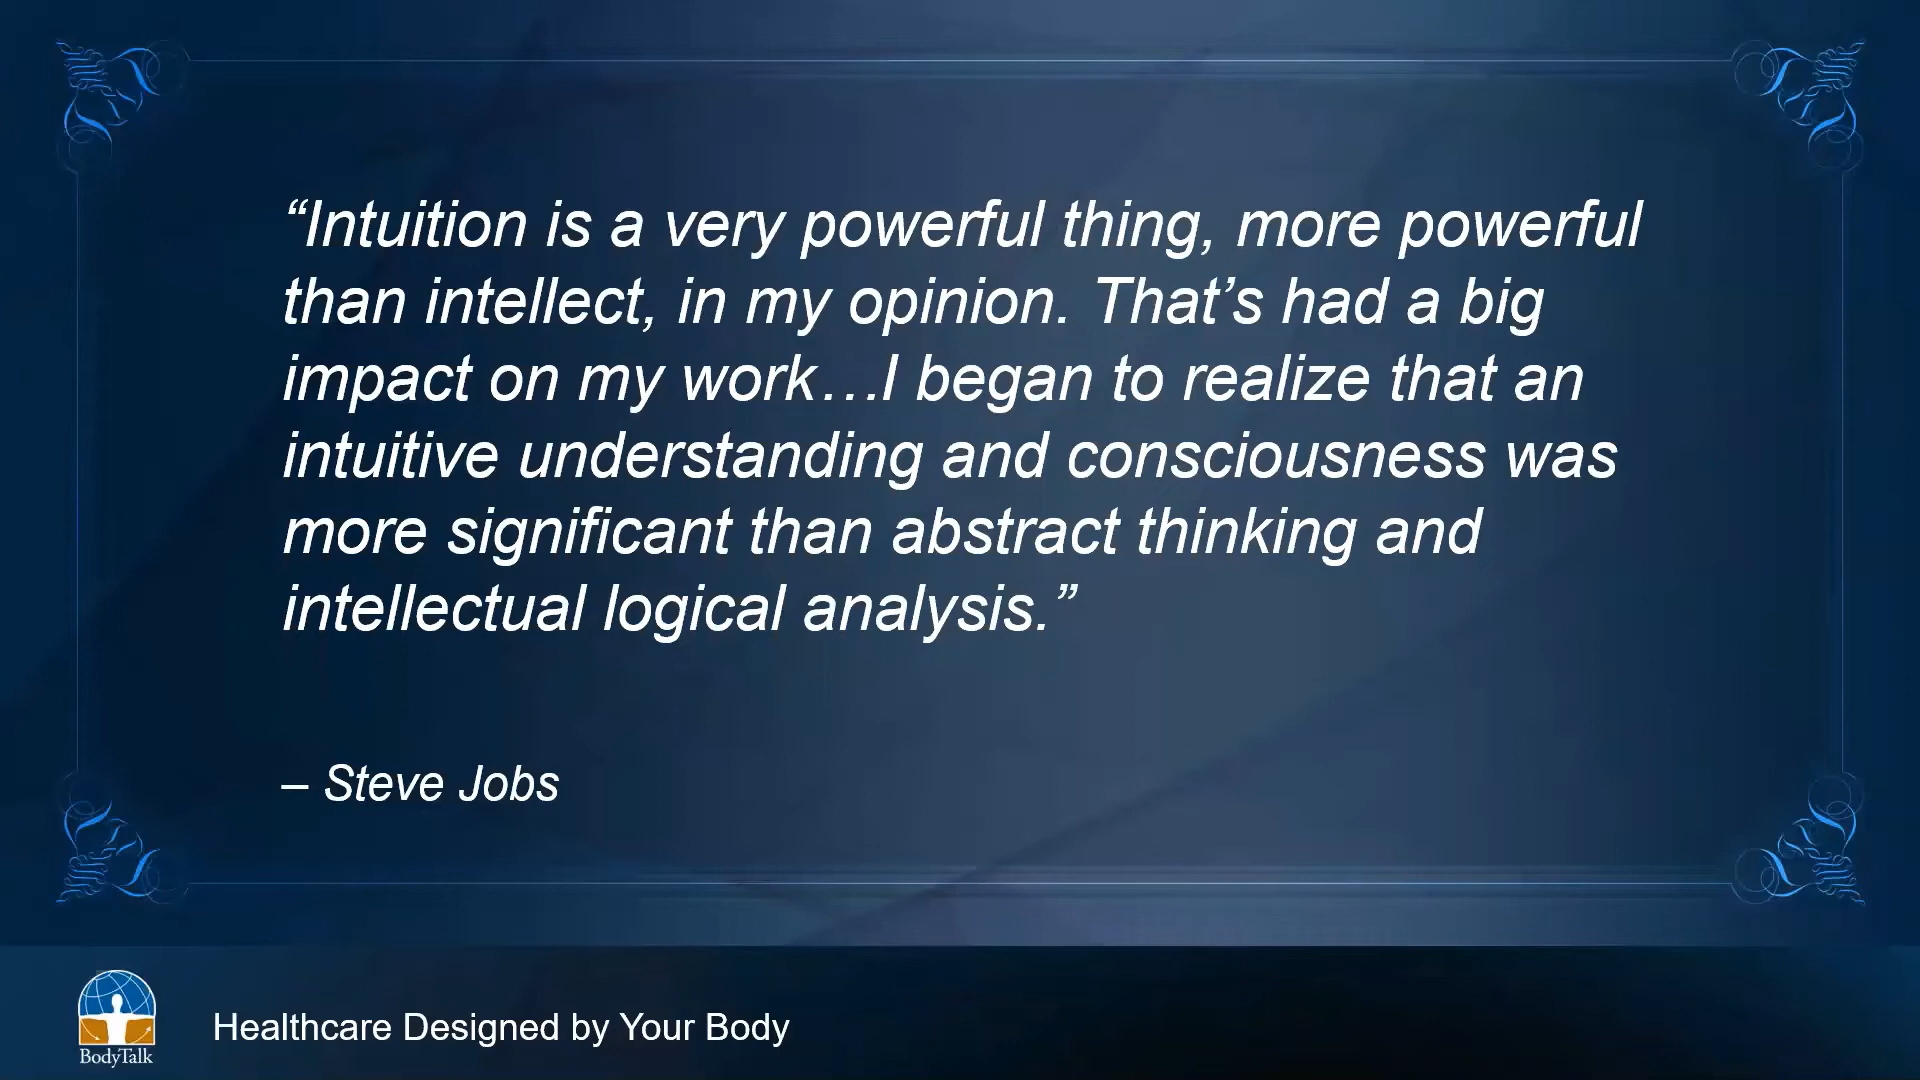 “Intuition is a very powerful thing, more powerful
than intellect, in my opinion. That’s had a big
impact on my work…I began to realize that an
intuitive understanding and consciousness was
more significant than abstract thinking and
intellectual logical analysis.”
– Steve Jobs
BodyTalk
Healthcare Designed by Your Body